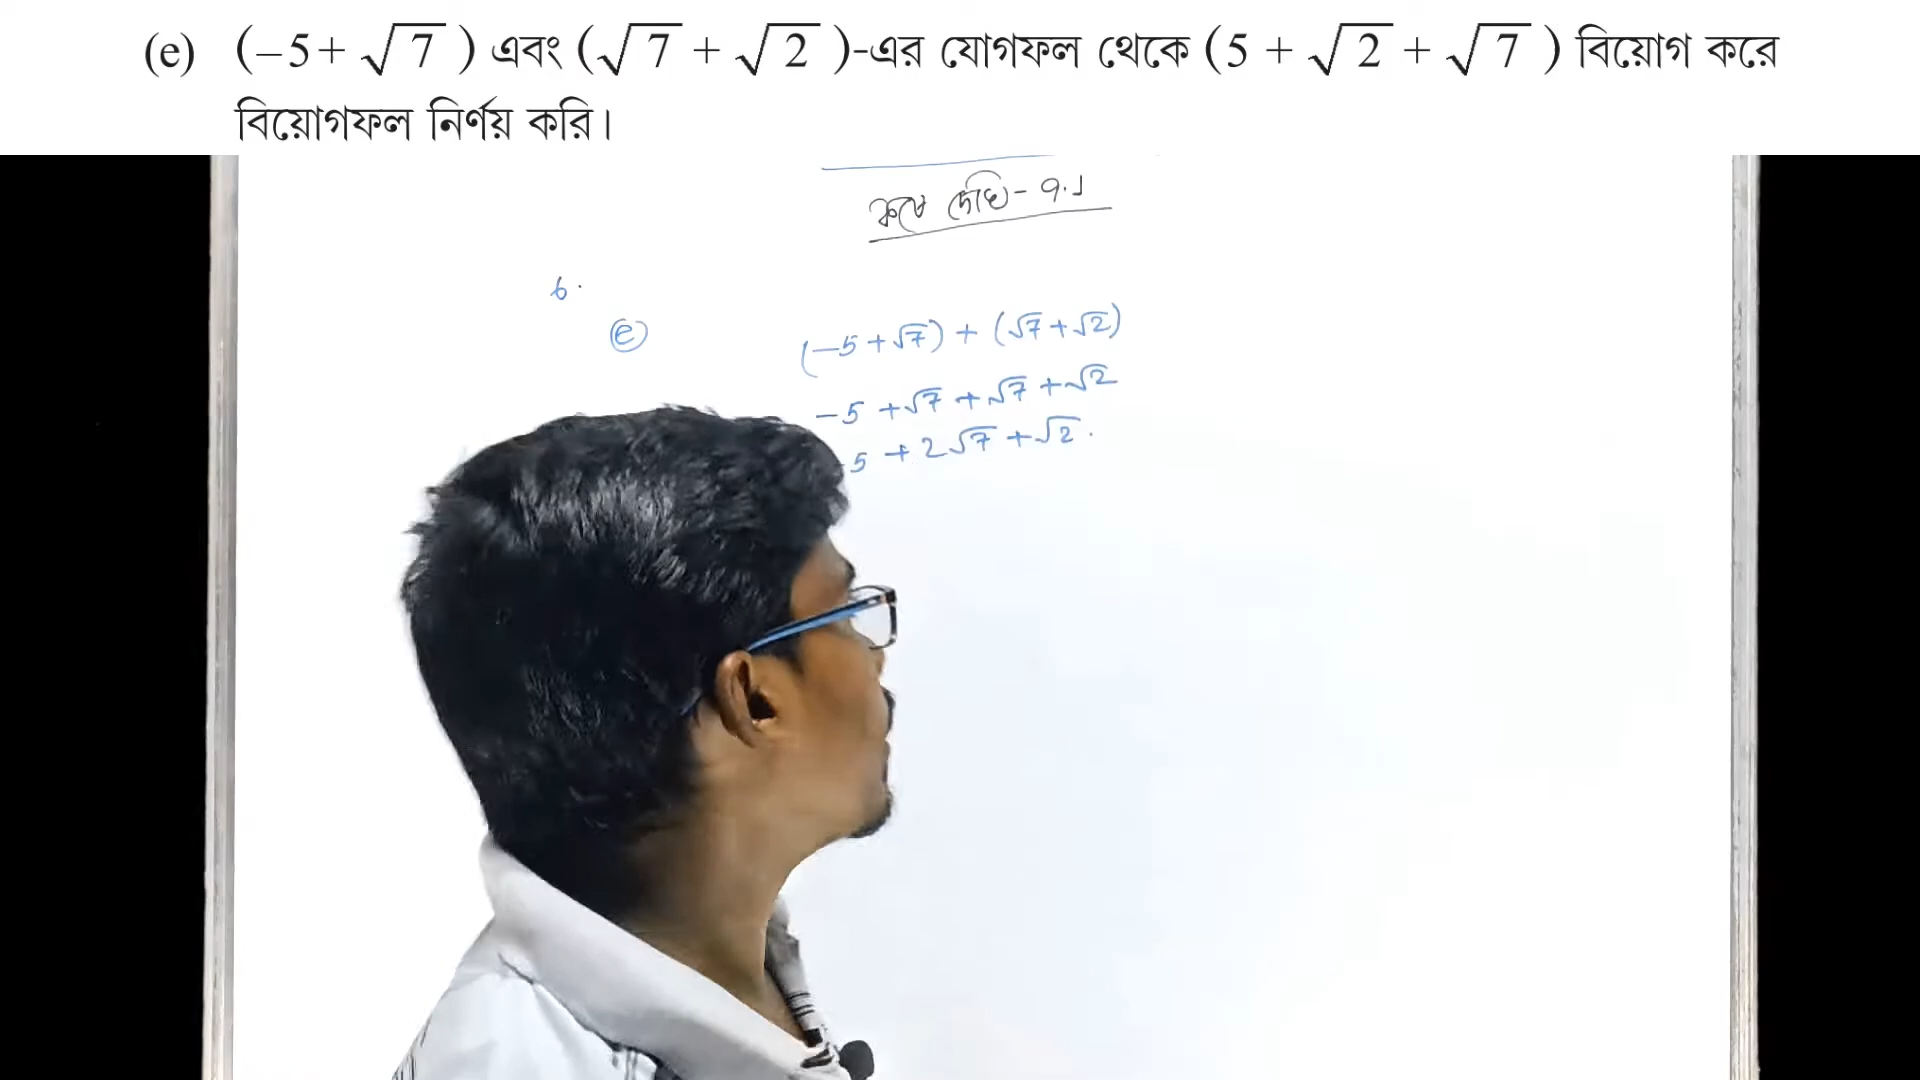 (e) (–5 + √7) এবং (√7 + √2)-এর যোগফল থেকে (5 + √2 + √7) বিয়োগ করে
বিয়োগফল নির্ণয় করি।
কষে দেখি - 9.1
6.
ⓔ (-5 + √7) + (√7 + √2)
-5 + √7 + √7 + √2
-5 + 2√7 + √2.